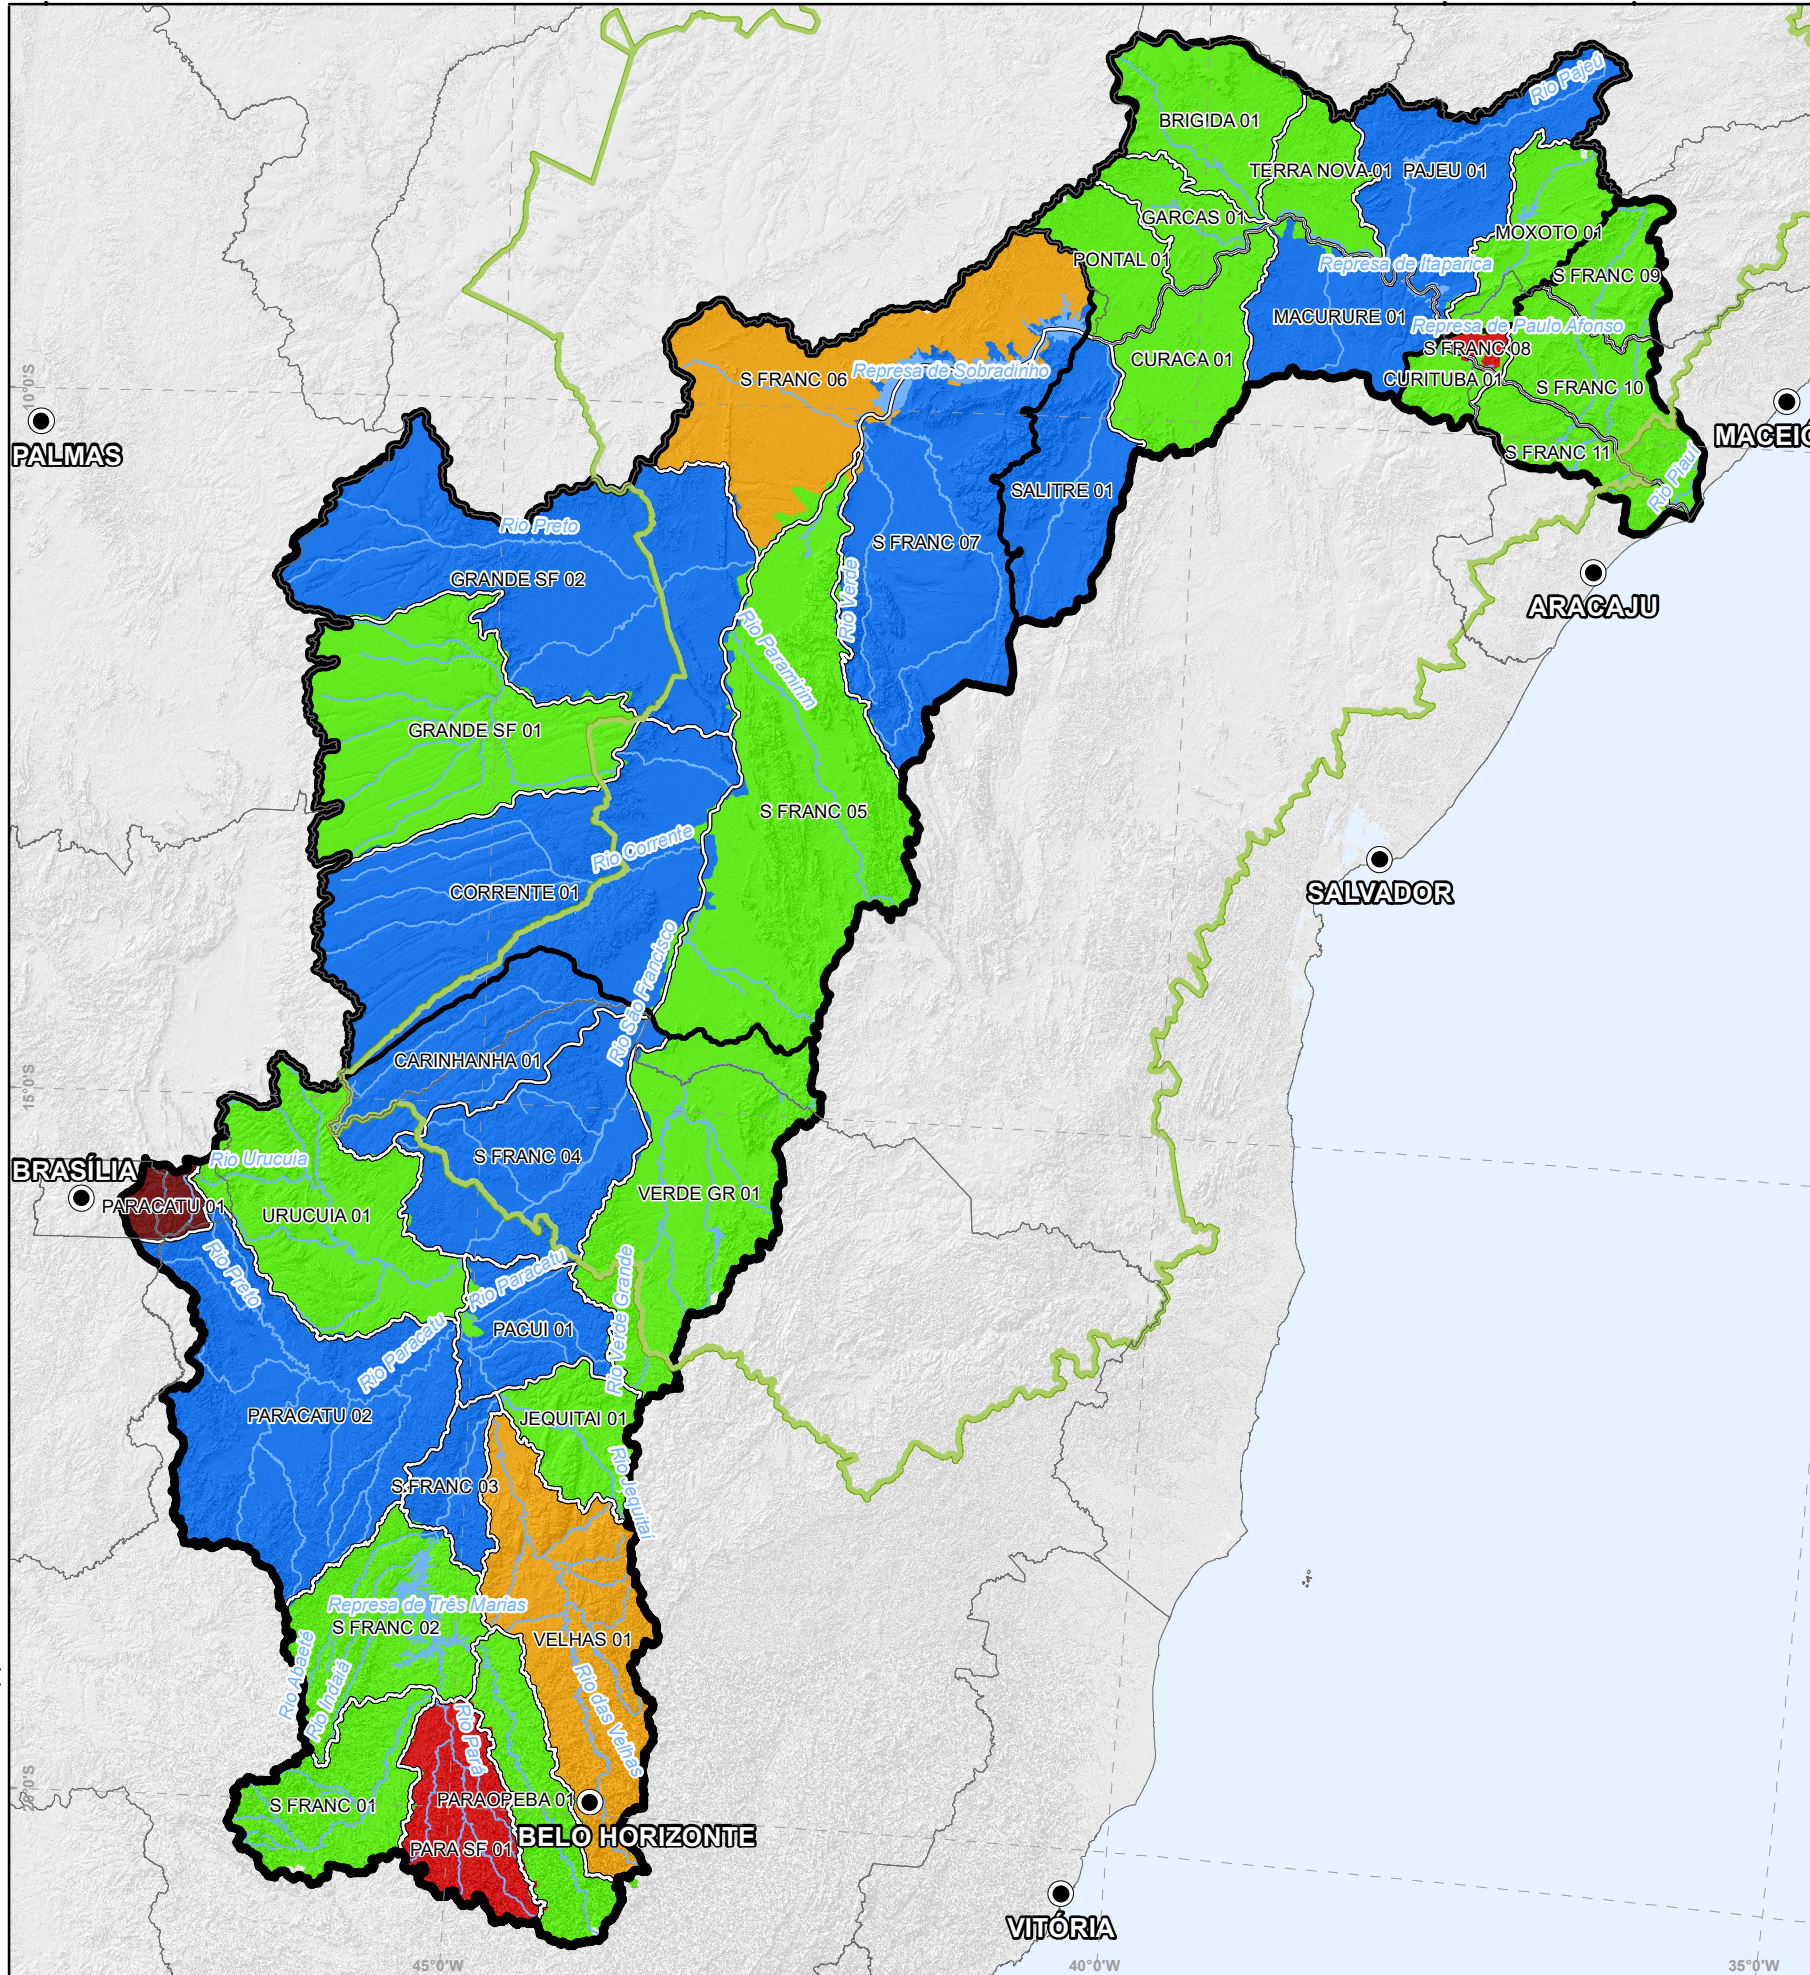 Rio Pajeú
BRIGIDA 01
TERRA NOVA 01
PAJEU 01
GARCAS 01
MOXOTO 01
PONTAL 01
Represa de Itaparica
S FRANC 09
MACURURE 01
Represa de Paulo Afonso
S FRANC 08
CURACA 01
Represa de Sobradinho
S FRANC 06
CURITUBA 01
S FRANC 10
10°0'S
PALMAS
MACEIÓ
S FRANC 11
Rio Piauí
SALITRE 01
Rio Preto
S FRANC 07
GRANDE SF 02
Rio Verde
ARACAJU
Rio Paramirim
GRANDE SF 01
S FRANC 05
Rio Corrente
CORRENTE 01
SALVADOR
Rio São Francisco
CARINHANHA 01
15°0'S
S FRANC 04
Rio Urucuia
BRASÍLIA
VERDE GR 01
PARACATU 01
URUCUIA 01
Rio Preto
Rio Paracatu
Rio Verde Grande
PACUI 01
Rio Paracatu
PARACATU 02
JEQUITAI 01
S FRANC 03
Rio Jequitaí
Represa de Três Marias
S FRANC 02
VELHAS 01
Rio Abaeté
Rio Indaiá
Rio das Velhas
Rio Pará
20°0'S
S FRANC 01
PARAOPEBA 01
BELO HORIZONTE
PARA SF 01
VITÓRIA
45°0'W
40°0'W
35°0'W